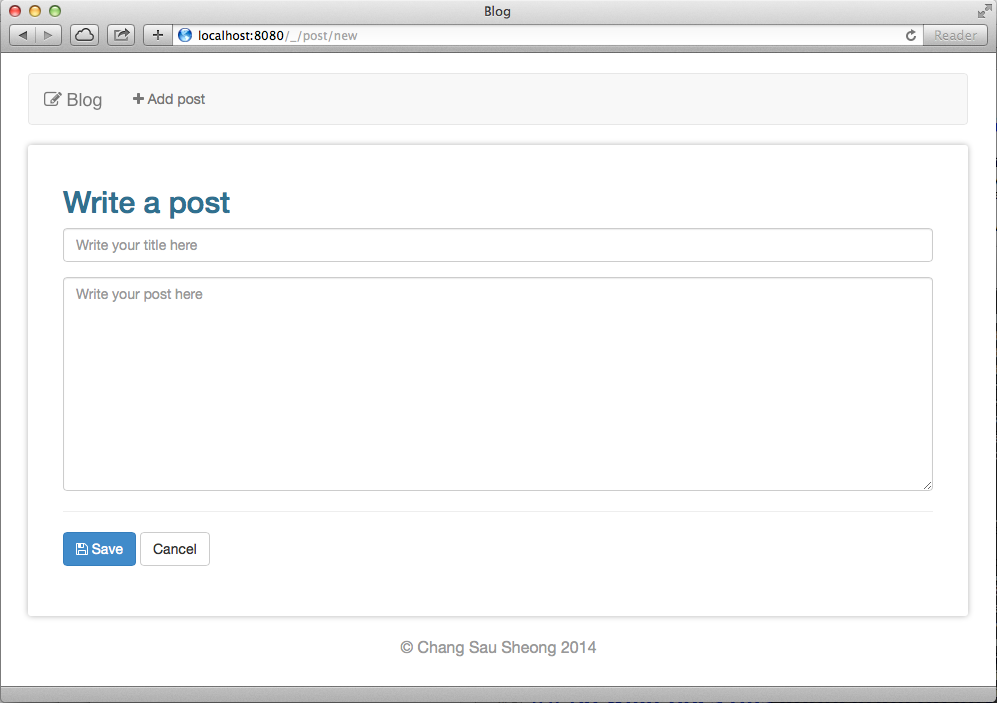 Blog
localhost:8080/_/post/new
Reader
Blog
Add post
Write a post
Write your title here
Write your post here
Save
Cancel
© Chang Sau Sheong 2014